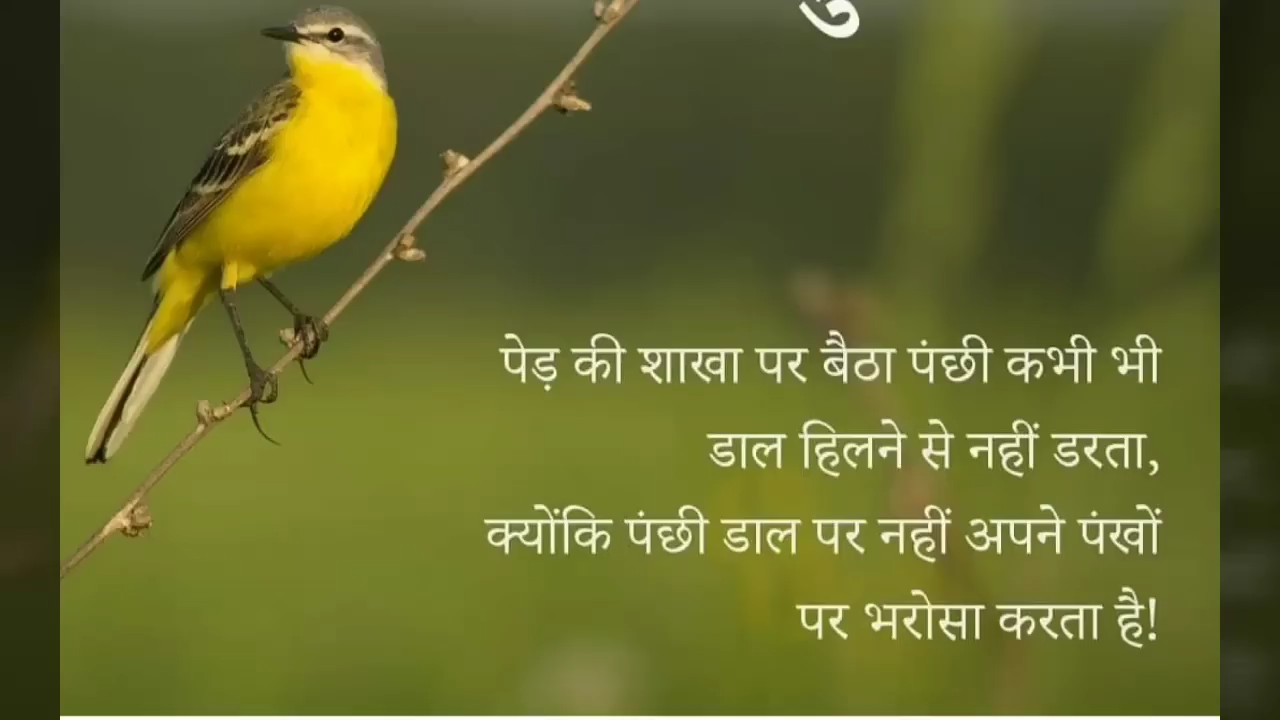 पेड़ की शाखा पर बैठा पंछी कभी भी
डाल हिलने से नहीं डरता,
क्योंकि पंछी डाल पर नहीं अपने पंखों
पर भरोसा करता है!